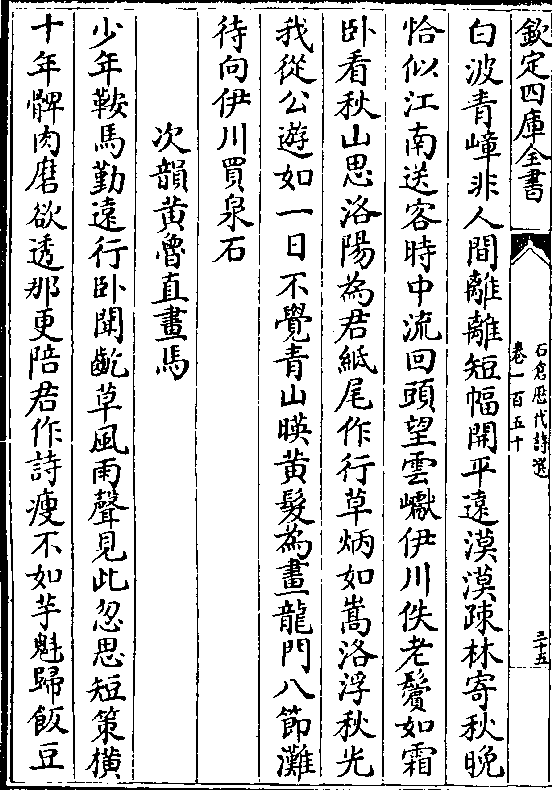 欽定四庫全書
石倉歴代詩選
卷一百五十
三十五
白波青嶂非人間離離短幅開平遠漠漠疎林寄秋晚
恰似江南送客時中流回頭望雲巘伊川佚老鬢如霜
卧看秋山思洛陽為君紙尾作行草炳如嵩洛浮秋光
我從公遊如一日不覺青山暎黄髮為畫龍門八節灘
待向伊川買泉石
次韻黄魯直畫馬
少年鞍馬勤遠行卧聞齕草風雨聲見此忽思短策横
十年髀肉磨欲透那更陪君作詩瘦不如芋魁歸飯豆